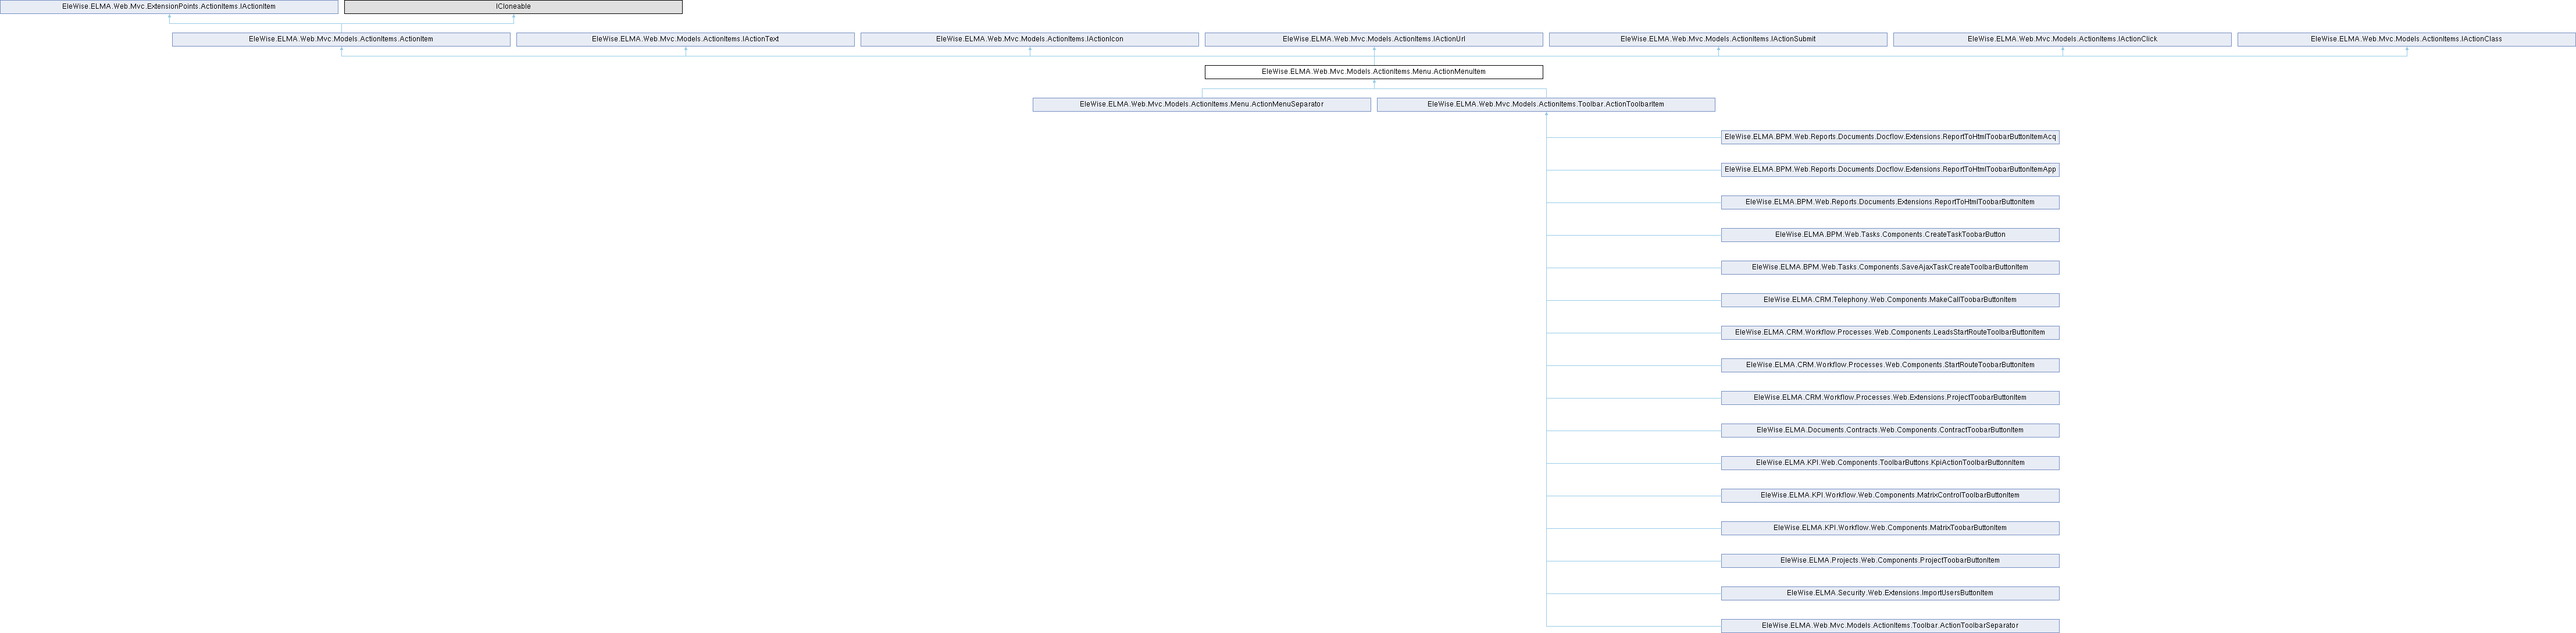 EleWise.ELMA.Web.Mvc.ExtensionPoints.ActionItems.IActionItem
ICloneable
EleWise.ELMA.Web.Mvc.Models.ActionItems.ActionItem
EleWise.ELMA.Web.Mvc.Models.ActionItems.IActionText
EleWise.ELMA.Web.Mvc.Models.ActionItems.IActionIcon
EleWise.ELMA.Web.Mvc.Models.ActionItems.IActionUrl
EleWise.ELMA.Web.Mvc.Models.ActionItems.IActionSubmit
EleWise.ELMA.Web.Mvc.Models.ActionItems.IActionClick
EleWise.ELMA.Web.Mvc.Models.ActionItems.IActionClass
EleWise.ELMA.Web.Mvc.Models.ActionItems.Menu.ActionMenuItem
EleWise.ELMA.Web.Mvc.Models.ActionItems.Menu.ActionMenuSeparator
EleWise.ELMA.Web.Mvc.Models.ActionItems.Toolbar.ActionToolbarItem
EleWise.ELMA.BPM.Web.Reports.Documents.Docflow.Extensions.ReportToHtmlToobarButtonItemAcq
EleWise.ELMA.BPM.Web.Reports.Documents.Docflow.Extensions.ReportToHtmlToobarButtonItemApp
EleWise.ELMA.BPM.Web.Reports.Documents.Extensions.ReportToHtmlToobarButtonItem
EleWise.ELMA.BPM.Web.Tasks.Components.CreateTaskToobarButton
EleWise.ELMA.BPM.Web.Tasks.Components.SaveAjaxTaskCreateToolbarButtonItem
EleWise.ELMA.CRM.Telephony.Web.Components.MakeCallToobarButtonItem
EleWise.ELMA.CRM.Workflow.Processes.Web.Components.LeadsStartRouteToolbarButtonItem
EleWise.ELMA.CRM.Workflow.Processes.Web.Components.StartRouteToobarButtonItem
EleWise.ELMA.CRM.Workflow.Processes.Web.Extensions.ProjectToobarButtonItem
EleWise.ELMA.Documents.Contracts.Web.Components.ContractToobarButtonItem
EleWise.ELMA.KPI.Web.Components.ToolbarButtons.KpiActionToolbarButtonnItem
EleWise.ELMA.KPI.Workflow.Web.Components.MatrixControlToolbarButtonItem
EleWise.ELMA.KPI.Workflow.Web.Components.MatrixToobarButtonItem
EleWise.ELMA.Projects.Web.Components.ProjectToobarButtonItem
EleWise.ELMA.Security.Web.Extensions.ImportUsersButtonItem
EleWise.ELMA.Web.Mvc.Models.ActionItems.Toolbar.ActionToolbarSeparator